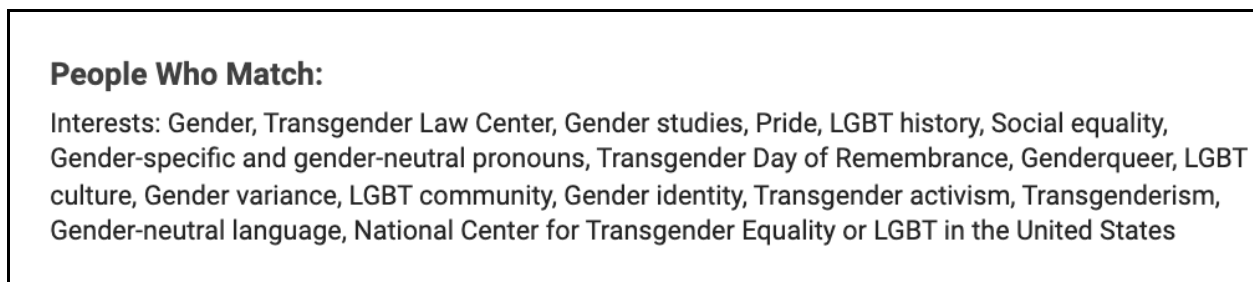 People Who Match:
Interests: Gender, Transgender Law Center, Gender studies, Pride, LGBT history, Social equality,
Gender-specific and gender-neutral pronouns, Transgender Day of Remembrance, Genderqueer, LGBT
culture, Gender variance, LGBT community, Gender identity, Transgender activism, Transgenderism,
Gender-neutral language, National Center for Transgender Equality or LGBT in the United States